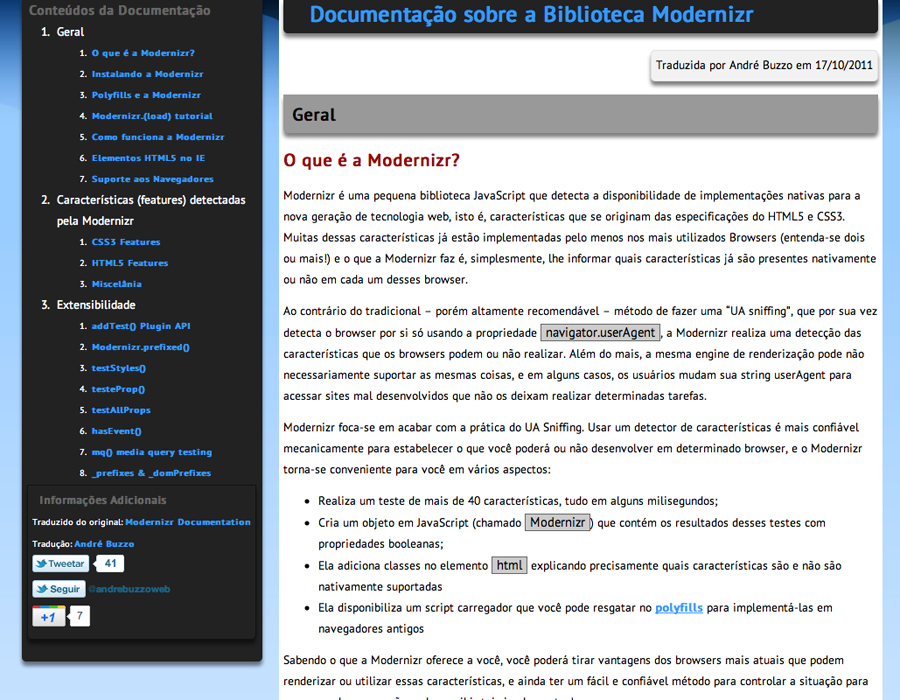 Conteúdos da Documentação
1. Geral
1. O que é a Modernizr?
2. Instalando a Modernizr
3. Polyfills e a Modernizr
4. Modernizr.(load) tutorial
5. Como funciona a Modernizr
6. Elementos HTML5 no IE
7. Suporte aos Navegadores
2. Características (features) detectadas
pela Modernizr
1. CSS3 Features
2. HTML5 Features
3. Miscelânia
3. Extensibilidade
1. addTest() Plugin API
2. Modernizr.prefixed()
3. testStyles()
4. testeProp()
5. testAllProps
6. hasEvent()
7. mq() media query testing
8. _prefixes & _domPrefixes
Informações Adicionais
Traduzido do original: Modernizr Documentation
Tradução: André Buzzo
Tweetar 41
Seguir @andrebuzzoweb
+1 7
Documentação sobre a Biblioteca Modernizr
Traduzida por André Buzzo em 17/10/2011
Geral
O que é a Modernizr?
Modernizr é uma pequena biblioteca JavaScript que detecta a disponibilidade de implementações nativas para a
nova geração de tecnologia web, isto é, características que se originam das especificações do HTML5 e CSS3.
Muitas dessas características já estão implementadas pelo menos nos mais utilizados Browsers (entenda-se dois
ou mais!) e o que a Modernizr faz é, simplesmente, lhe informar quais características já são presentes nativamente
ou não em cada um desses browser.
Ao contrário do tradicional – porém altamente recomendável – método de fazer uma “UA sniffing”, que por sua vez
detecta o browser por si só usando a propriedade navigator.userAgent, a Modernizr realiza uma detecção das
características que os browsers podem ou não realizar. Além do mais, a mesma engine de renderização pode não
necessariamente suportar as mesmas coisas, e em alguns casos, os usuários mudam sua string userAgent para
acessar sites mal desenvolvidos que não os deixam realizar determinadas tarefas.
Modernizr foca-se em acabar com a prática do UA Sniffing. Usar um detector de características é mais confiável
mecanicamente para estabelecer o que você poderá ou não desenvolver em determinado browser, e o Modernizr
torna-se conveniente para você em vários aspectos:
• Realiza um teste de mais de 40 características, tudo em alguns milisegundos;
• Cria um objeto em JavaScript (chamado Modernizr) que contém os resultados desses testes com
propriedades booleanas;
• Ela adiciona classes no elemento html explicando precisamente quais características são e não são
nativamente suportadas
• Ela disponibiliza um script carregador que você pode resgatar no polyfills para implementá-las em
navegadores antigos
Sabendo o que a Modernizr oferece a você, você poderá tirar vantagens dos browsers mais atuais que podem
renderizar ou utilizar essas características, e ainda ter um fácil e confiável método para controlar a situação para